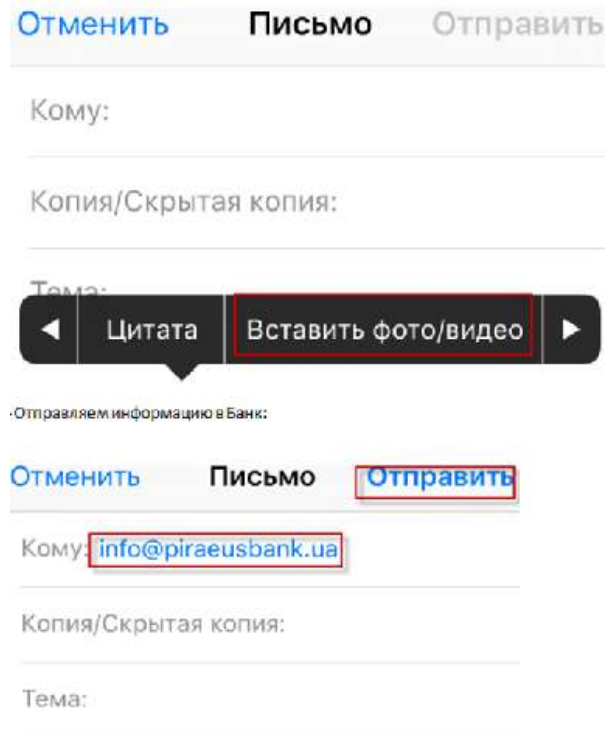 Отменить Письмо Отправить
Кому:
Копия/Скрытая копия:
Тема:
◀ Цитата Вставить фото/видео ▶
-Отправляем информацию в Банк:
Отменить Письмо Отправить
Кому: info@piraeusbank.ua
Копия/Скрытая копия:
Тема: